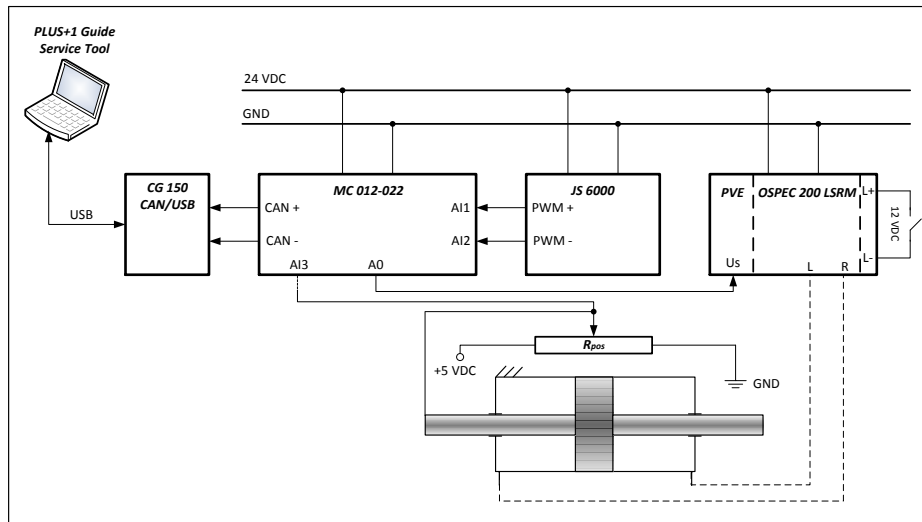 PLUS+1 Guide
Service Tool
24 VDC
GND
CG 150
CAN/USB
USB
MC 012-022
CAN +
CAN -
AI1
AI2
AI3
A0
JS 6000
PWM +
PWM -
PVE
OSPEC 200 LSRM
L+
12 VDC
L-
Us
L
R
Rpos
+5 VDC
GND